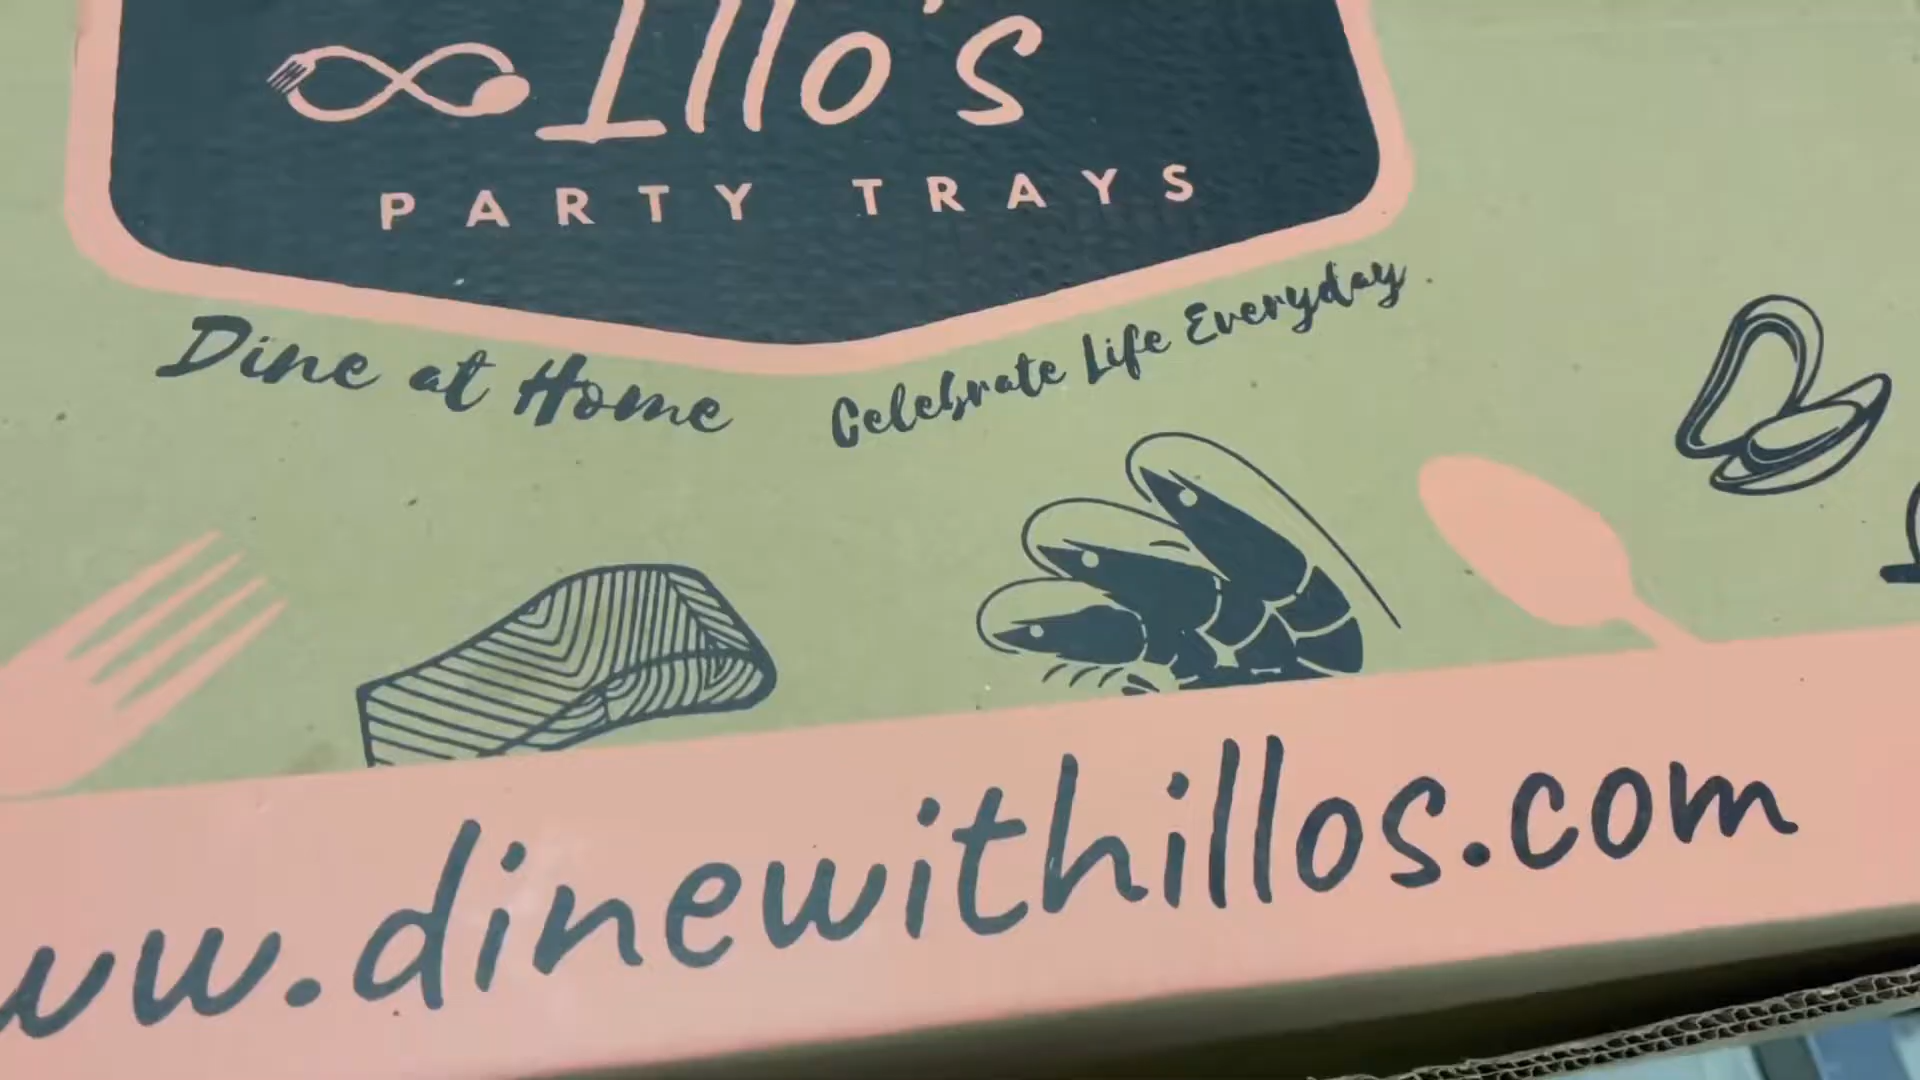 Illo's
PARTY TRAYS
Dine at Home
Celebrate Life Everyday
ww.dinewithillos.com